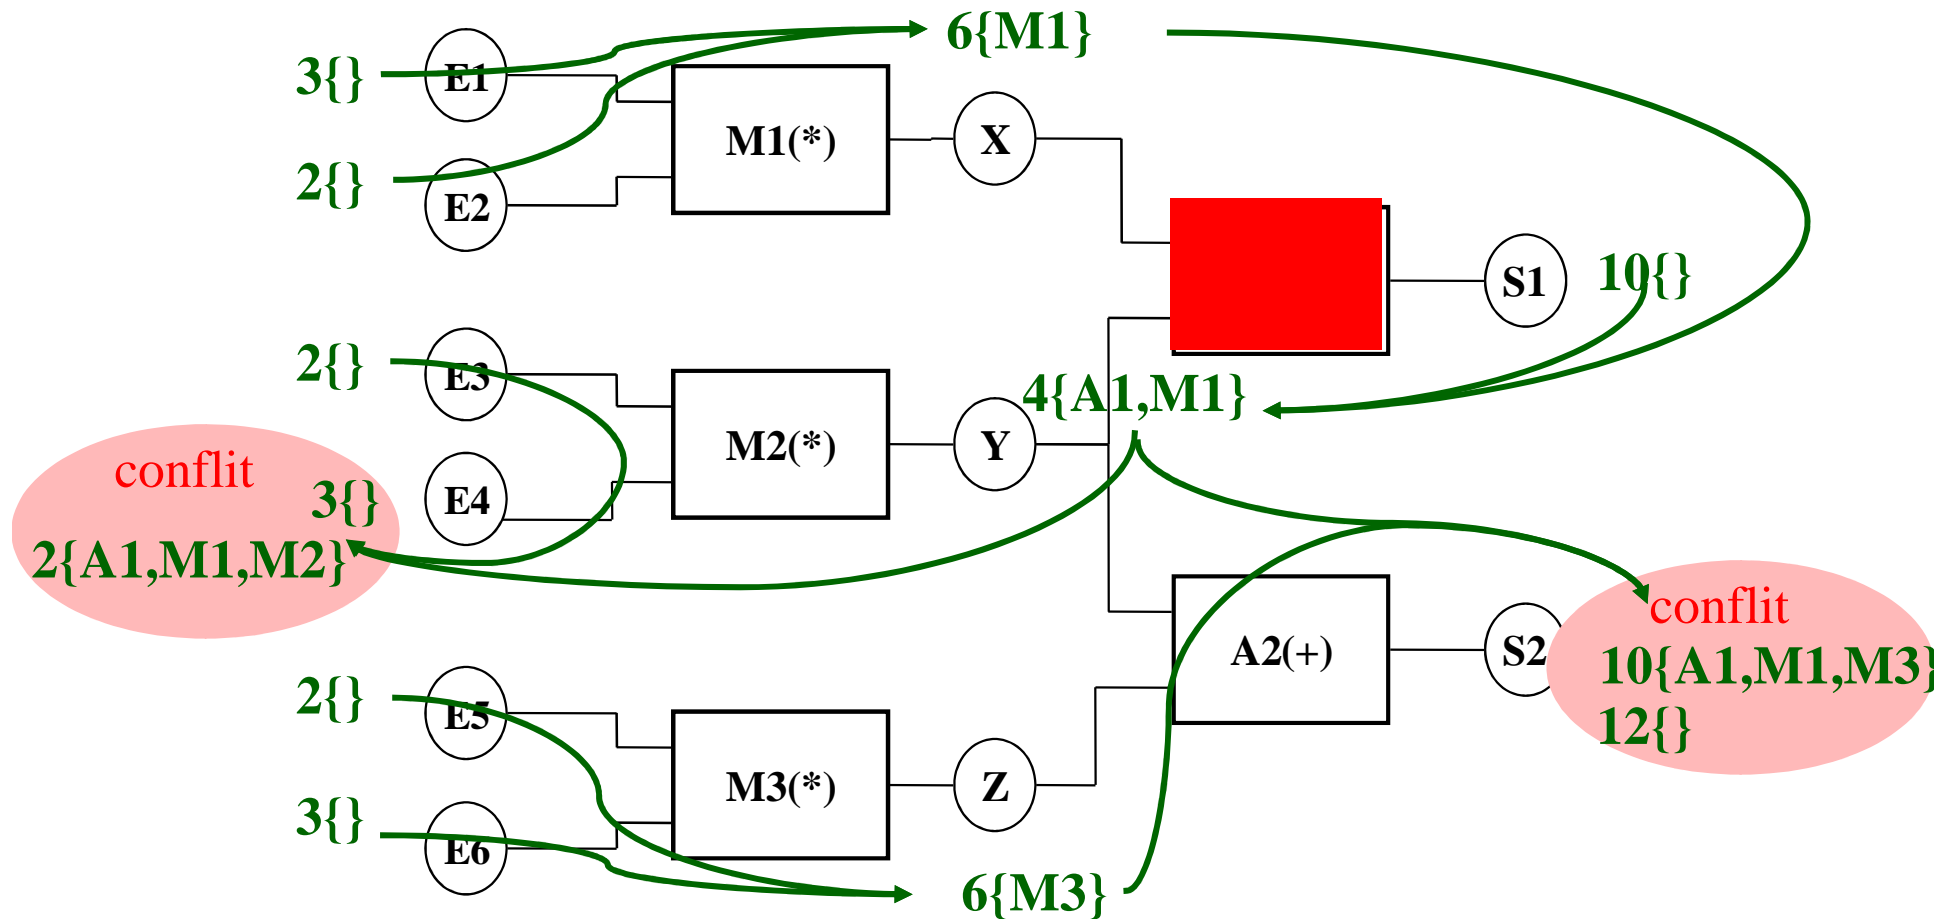 6{M1}
3{}
E1
M1(*)
X
2{}
E2
S1
10{}
2{}
E3
4{A1,M1}
M2(*)
Y
conflit
3{}
E4
2{A1,M1,M2}
conflit
A2(+)
S2
10{A1,M1,M3}
2{}
E5
12{}
M3(*)
Z
3{}
E6
6{M3}